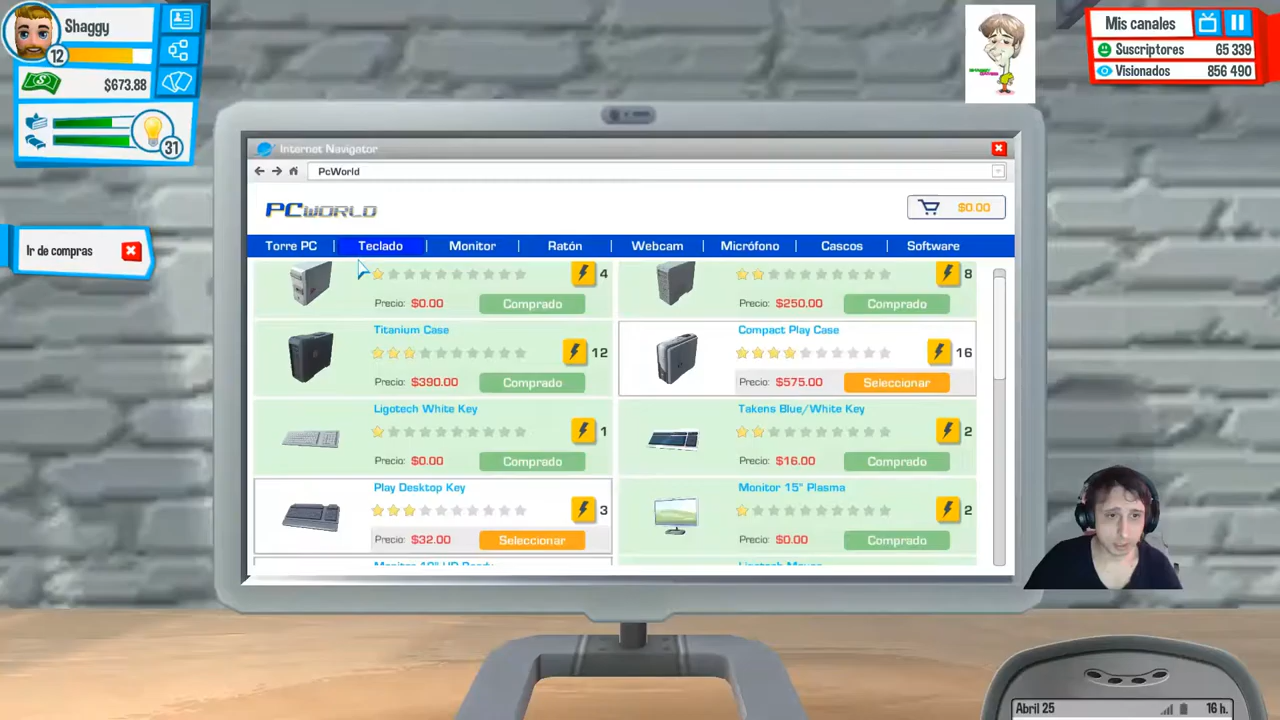 Shaggy
12
$673.88
31
Mis canales
Suscriptores 65 339
Visionados 856 490
Ir de compras
Internet Navigator
PcWorld
PCWORLD
$0.00
Torre PC Teclado Monitor Ratón Webcam Micrófono Cascos Software
4
Precio: $0.00 Comprado
8
Precio: $250.00 Comprado
Titanium Case
12
Precio: $390.00 Comprado
Compact Play Case
16
Precio: $575.00 Seleccionar
Ligotech White Key
1
Precio: $0.00 Comprado
Takens Blue/White Key
2
Precio: $16.00 Comprado
Play Desktop Key
3
Precio: $32.00 Seleccionar
Monitor 15" Plasma
2
Precio: $0.00 Comprado
Abril 25 16 h.